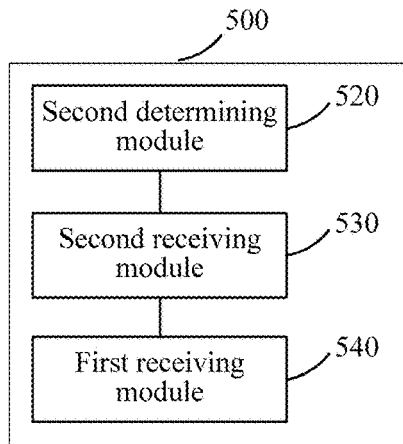 500
Second determining
module
520
Second receiving
module
530
First receiving
module
540